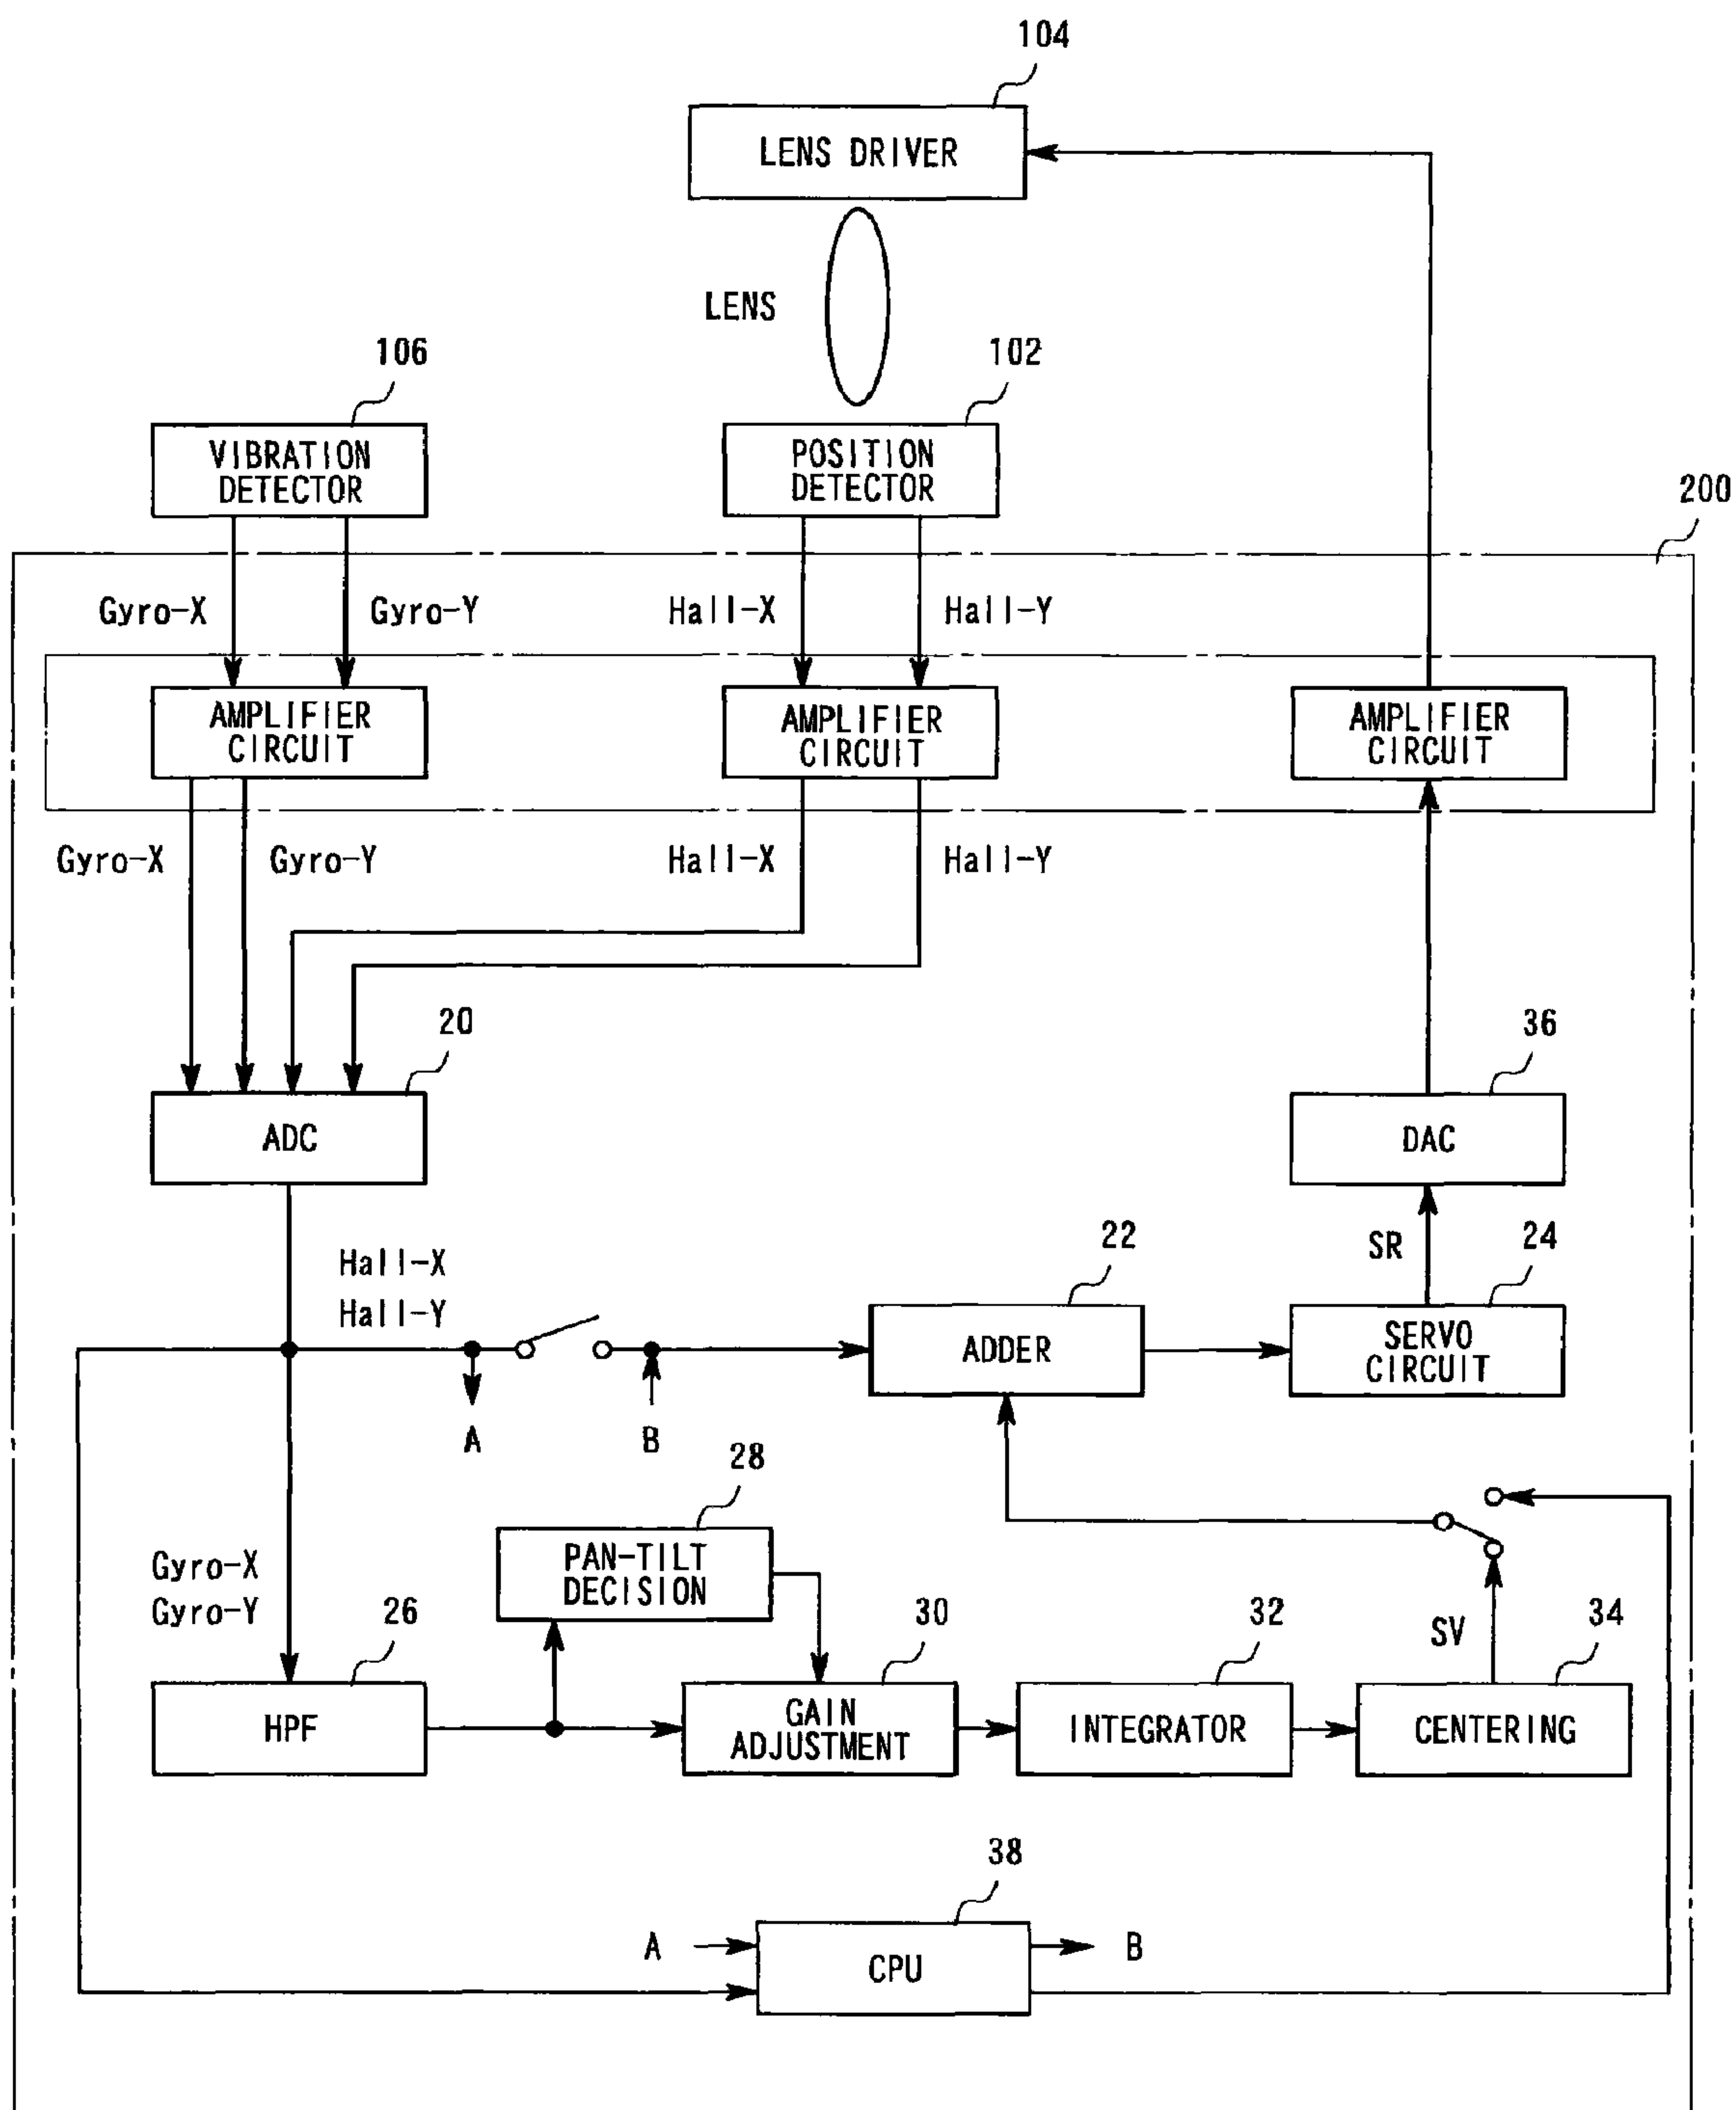 104
LENS DRIVER
LENS
106
102
VIBRATION
DETECTOR
POSITION
DETECTOR
200
Gyro-X
Gyro-Y
Hall-X
Hall-Y
AMPLIFIER
CIRCUIT
AMPLIFIER
CIRCUIT
AMPLIFIER
CIRCUIT
Gyro-X
Gyro-Y
Hall-X
Hall-Y
20
36
ADC
DAC
Hall-X
Hall-Y
22
SR
24
ADDER
SERVO
CIRCUIT
A
B
28
PAN-TILT
DECISION
Gyro-X
Gyro-Y
26
30
32
SV
34
HPF
GAIN
ADJUSTMENT
INTEGRATOR
CENTERING
38
A
CPU
B